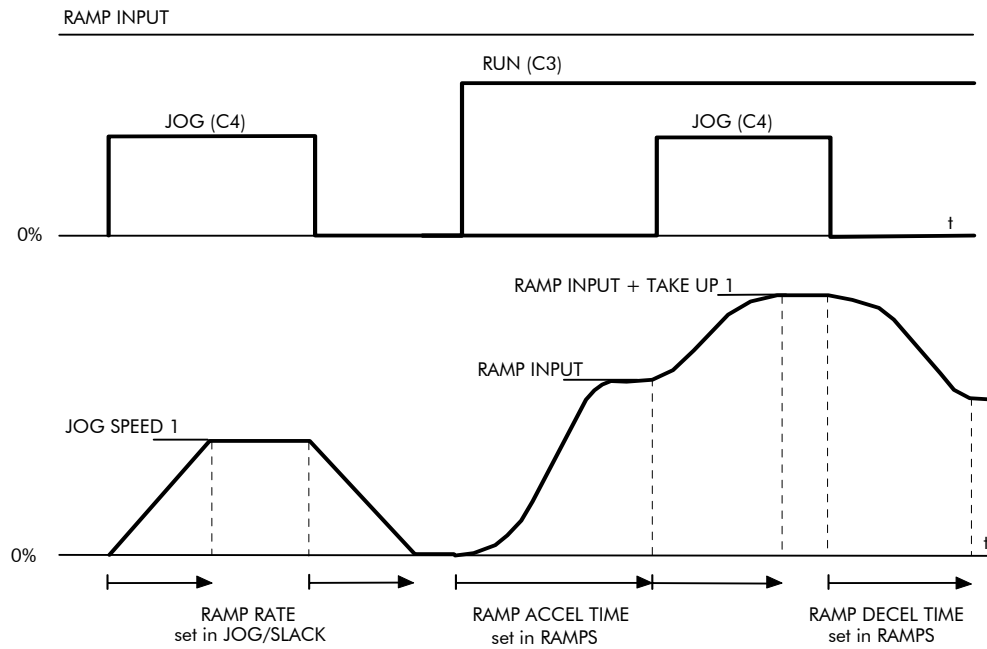 RAMP INPUT
RUN (C3)
JOG (C4)
JOG (C4)
t
0%
RAMP INPUT + TAKE UP 1
RAMP INPUT
JOG SPEED 1
0%
t
RAMP RATE
set in JOG/SLACK
RAMP ACCEL TIME
set in RAMPS
RAMP DECEL TIME
set in RAMPS